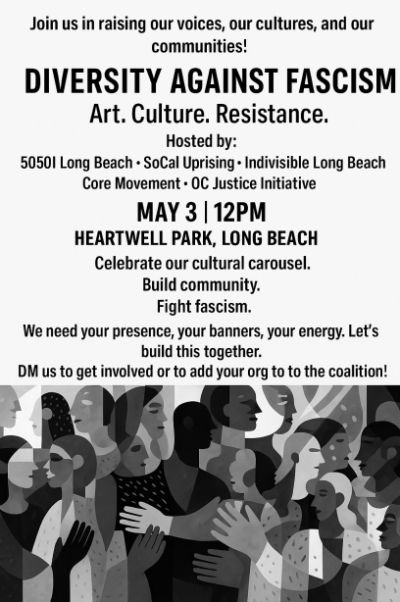 Join us in raising our voices, our cultures, and our
communities!
DIVERSITY AGAINST FASCISM
Art. Culture. Resistance.
Hosted by:
5050I Long Beach · SoCal Uprising · Indivisible Long Beach
Core Movement · OC Justice Initiative
MAY 3 | 12PM
HEARTWELL PARK, LONG BEACH
Celebrate our cultural carousel.
Build community.
Fight fascism.
We need your presence, your banners, your energy. Let's
build this together.
DM us to get involved or to add your org to to the coalition!